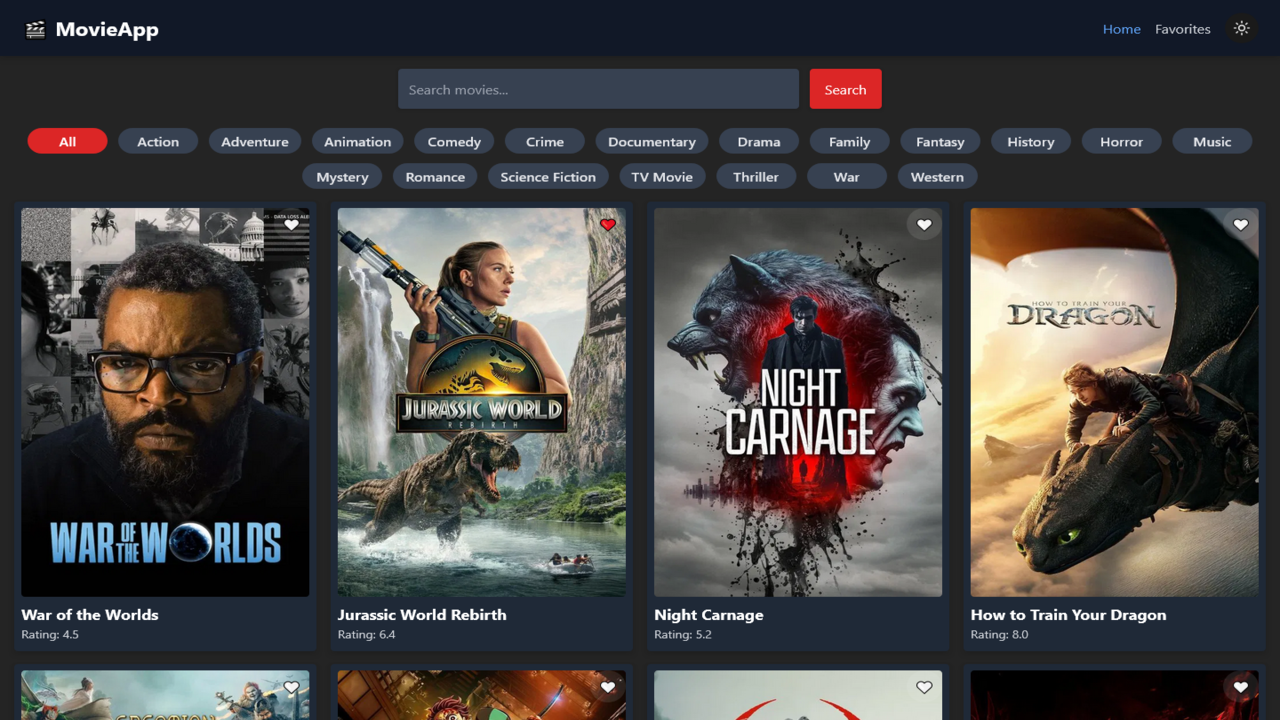 MovieApp
Home Favorites
Search movies...
Search
All Action Adventure Animation Comedy Crime Documentary Drama Family Fantasy History Horror Music
Mystery Romance Science Fiction TV Movie Thriller War Western
DATA LOSS
WAR OF THE WORLDS
War of the Worlds
Rating: 4.5
JURASSIC WORLD
REBIRTH
Jurassic World Rebirth
Rating: 6.4
NIGHT
CARNAGE
Night Carnage
Rating: 5.2
HOW TO TRAIN YOUR
DRAGON
How to Train Your Dragon
Rating: 8.0